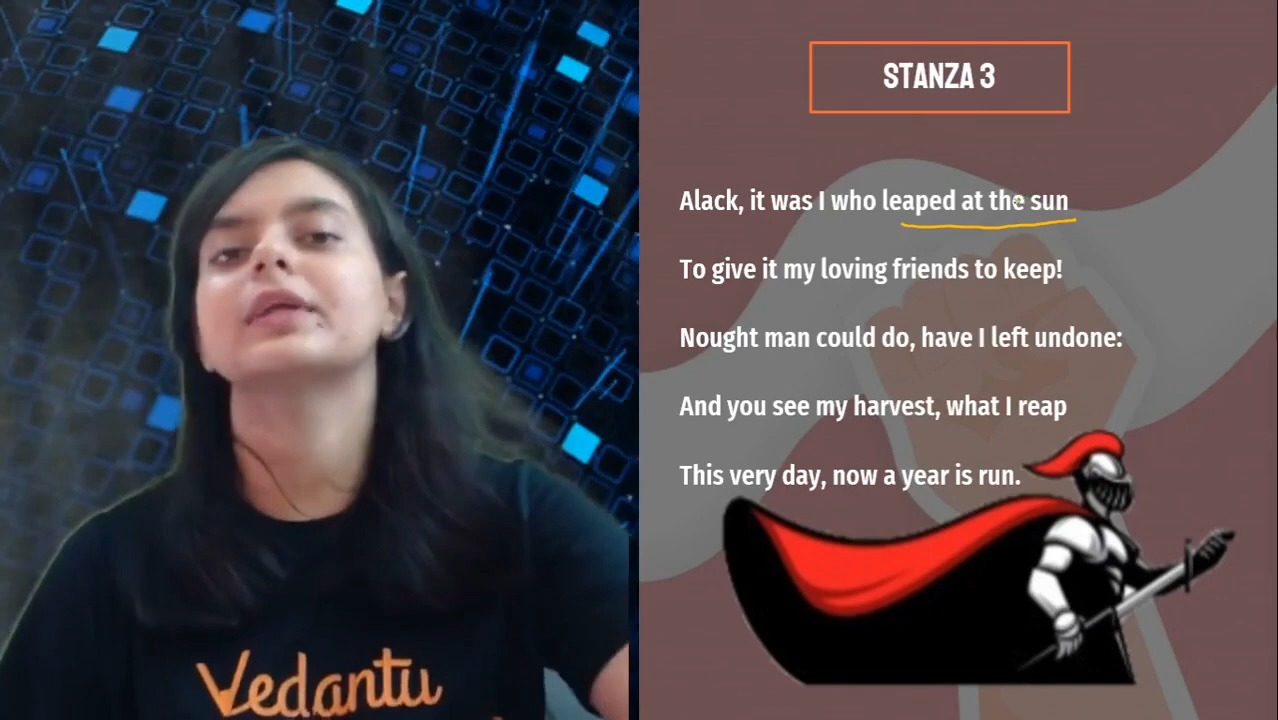 STANZA 3
Alack, it was I who leaped at the sun
To give it my loving friends to keep!
Nought man could do, have I left undone:
And you see my harvest, what I reap
This very day, now a year is run.
Vedantu